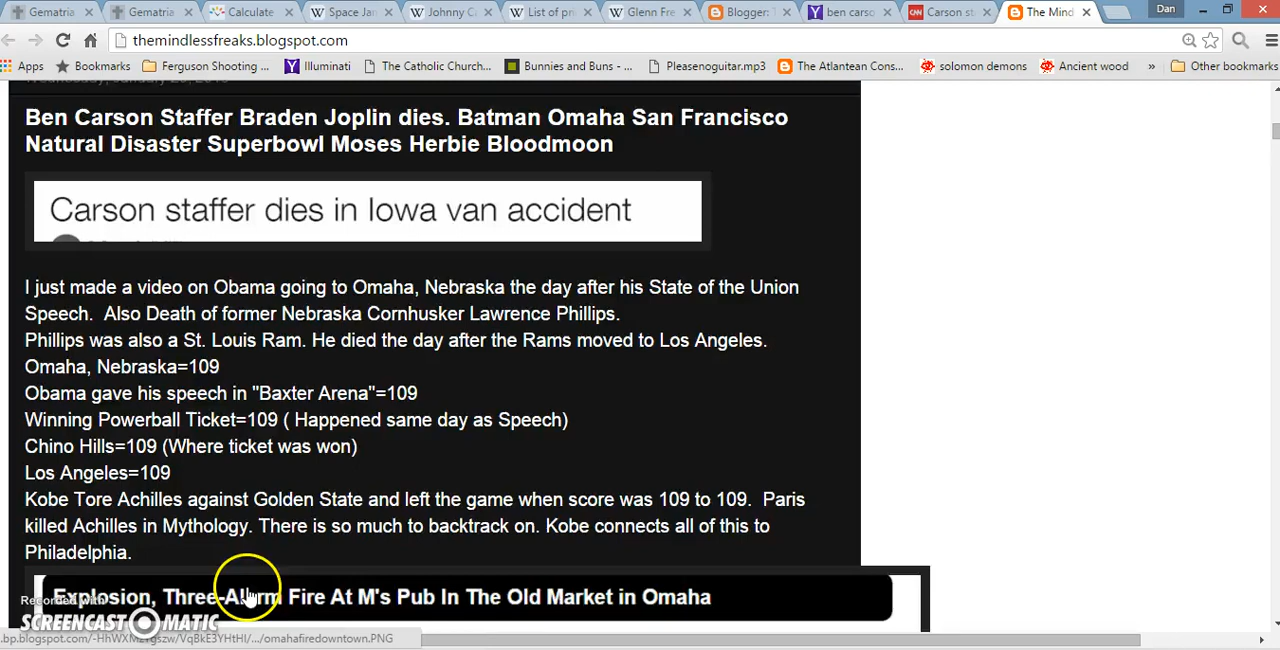 Gematria
Gematria
Calculate
Space Jam
Johnny C
List of pr
Glenn Fre
Blogger: T
ben carso
Carson st
The Mind
Dan
themindlessfreaks.blogspot.com
Apps
Bookmarks
Ferguson Shooting ...
Illuminati
The Catholic Church...
Bunnies and Buns - ...
Pleasenoguitar.mp3
The Atlantean Cons...
solomon demons
Ancient wood
»
Other bookmarks
Ben Carson Staffer Braden Joplin dies. Batman Omaha San Francisco
Natural Disaster Superbowl Moses Herbie Bloodmoon
Carson staffer dies in Iowa van accident
I just made a video on Obama going to Omaha, Nebraska the day after his State of the Union
Speech. Also Death of former Nebraska Cornhusker Lawrence Phillips.
Phillips was also a St. Louis Ram. He died the day after the Rams moved to Los Angeles.
Omaha, Nebraska=109
Obama gave his speech in "Baxter Arena"=109
Winning Powerball Ticket=109 ( Happened same day as Speech)
Chino Hills=109 (Where ticket was won)
Los Angeles=109
Kobe Tore Achilles against Golden State and left the game when score was 109 to 109. Paris
killed Achilles in Mythology. There is so much to backtrack on. Kobe connects all of this to
Philadelphia.
Explosion, Three-Alarm Fire At M's Pub In The Old Market in Omaha
Recorded with
SCREENCAST MATIC